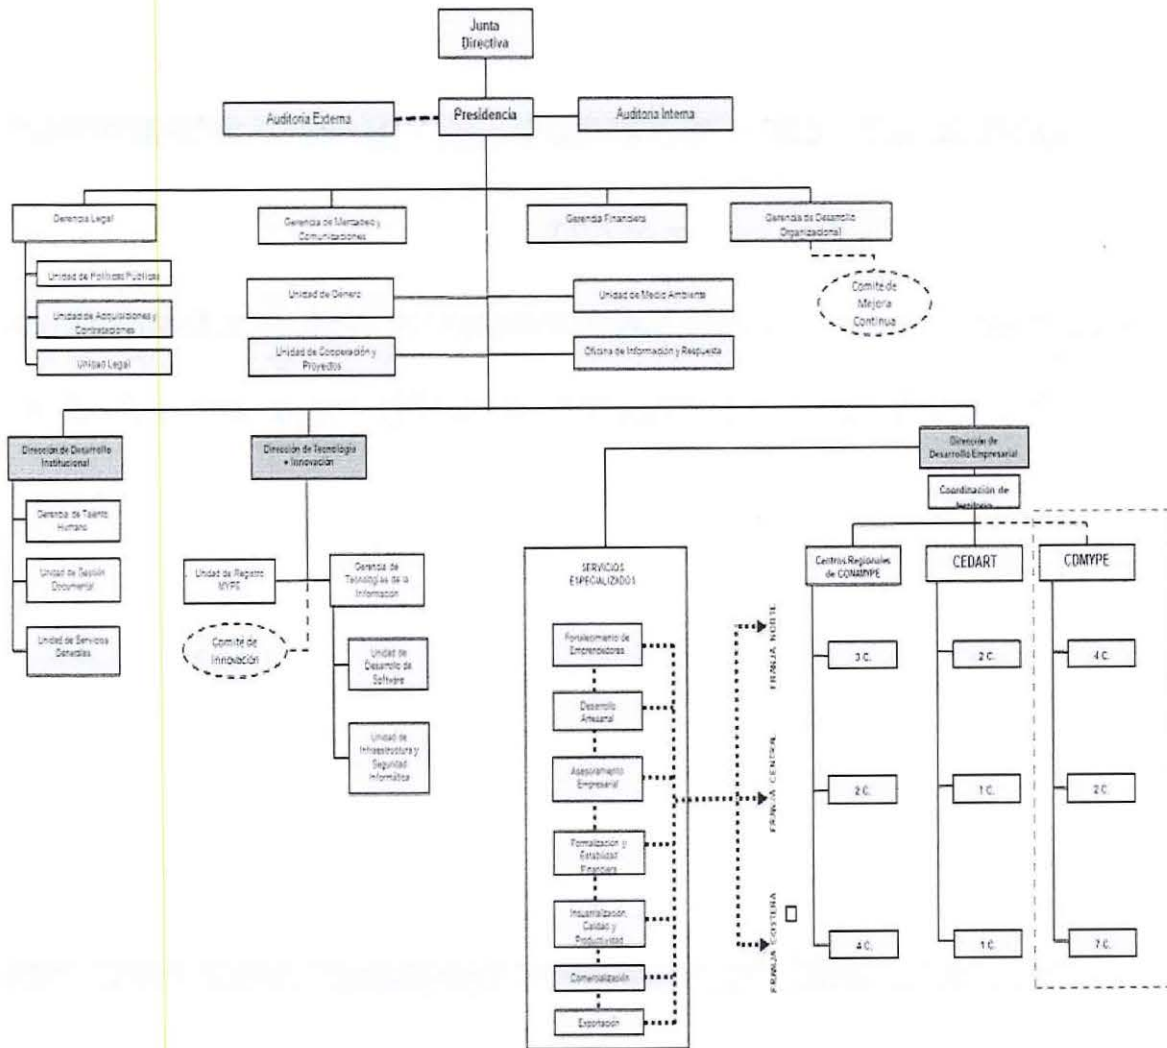 Junta
Directiva
Auditoría Externa
Presidencia
Auditoria Interna
Gerencia Legal
Gerencia de Mercadeo y
Comunicaciones
Gerencia Financiera
Gerencia de Desarrollo
Organizacional
Unidad de Políticas Públicas
Unidad de Adquisiciones y
Contrataciones
Unidad Legal
Unidad de Género
Unidad de Medio Ambiente
Unidad de Cooperación y
Proyectos
Oficina de Información y Respuesta
Comité de
Mejora
Continua
Dirección de Desarrollo
Institucional
Dirección de Tecnología
e Innovación
Dirección de
Desarrollo Empresarial
Coordinación de
territorio
Gerencia de Talento
Humano
Unidad de Gestión
Documental
Unidad de Servicios
Generales
Unidad de Registro
MYPE
Gerencia de
Tecnologías de la
Información
Comité de
Innovación
Unidad de
Desarrollo de
Software
Unidad de
Infraestructura y
Seguridad
Informática
SERVICIOS
ESPECIALIZADOS
Fortalecimiento de
Emprendedores
Desarrollo
Artesanal
Asesoramiento
Empresarial
Formalización y
Estabilidad
Financiera
Industrialización,
Calidad y
Productividad
Comercialización
Exportación
FRANJA NORTE
FRANJA CENTRAL
FRANJA COSTERA
Centros Regionales
de CONAMYPE
CEDART
CDMYPE
3 C.
2 C.
4 C.
2 C.
1 C.
2 C.
4 C.
1 C.
7 C.